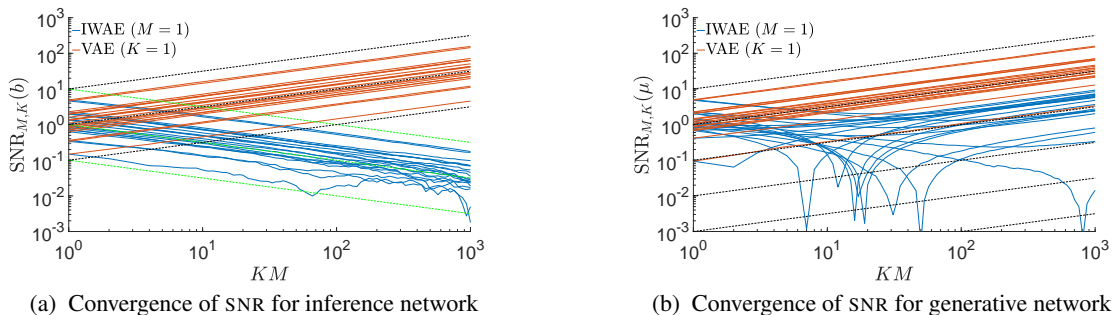 10^3
10^2
10^1
10^0
10^-1
10^-2
10^-3
SNR_{M,K}(b)
IWAE (M = 1)
VAE (K = 1)
10^0
10^1
10^2
10^3
KM
(a) Convergence of SNR for inference network
10^3
10^2
10^1
10^0
10^-1
10^-2
10^-3
SNR_{M,K}(μ)
IWAE (M = 1)
VAE (K = 1)
10^0
10^1
10^2
10^3
KM
(b) Convergence of SNR for generative network